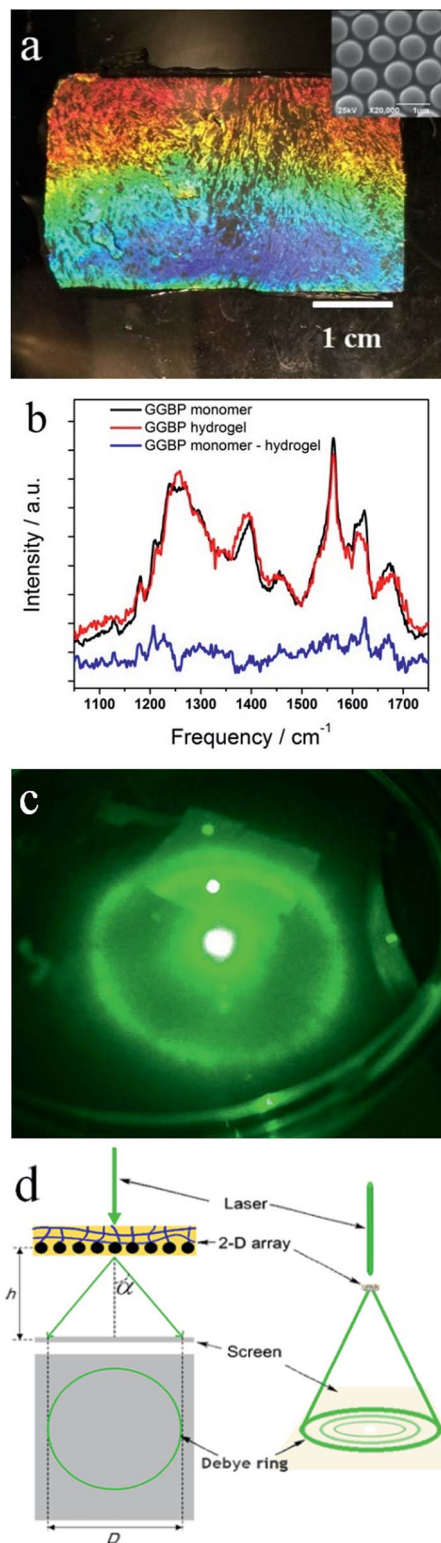 a
25kV X20,000 1µm
1 cm
b
GGBP monomer
GGBP hydrogel
GGBP monomer - hydrogel
Intensity / a.u.
1100 1200 1300 1400 1500 1600 1700
Frequency / cm-1
c
d
Laser
2-D array
h
ά
Screen
Debye ring
D